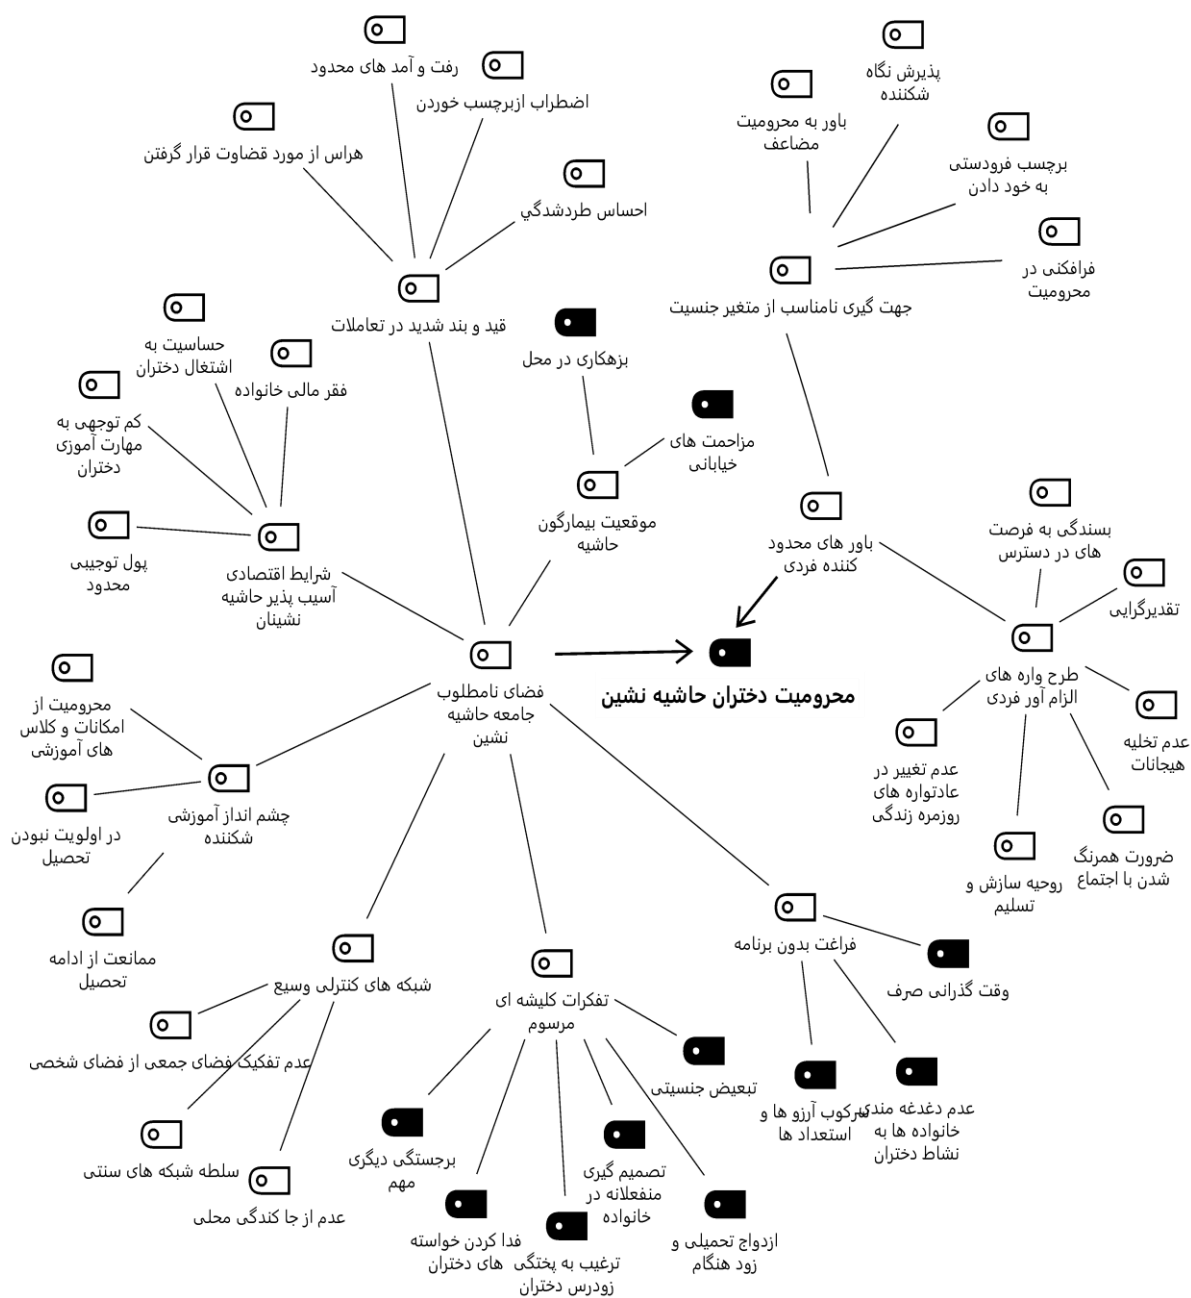 رفت و آمد های محدود
اضطراب ازبرچسب خوردن
هراس از مورد قضاوت قرار گرفتن
احساس طردشدگي
قید و بند شدید در تعاملات
پذیرش نگاه
شکننده
باور به محرومیت
مضاعف
برچسب فرودستی
به خود دادن
فرافکنی در
محرومیت
جهت گیری نامناسب از متغیر جنسیت
بزهکاری در محل
مزاحمت های
خیابانی
موقعیت بیمارگون
حاشیه
حساسیت به
اشتغال دختران
فقر مالی خانواده
کم توجهی به
مهارت آموزی
دختران
پول توجیبی
محدود
شرایط اقتصادی
آسیب پذیر حاشیه
نشینان
باور های محدود
کننده فردی
بسندگی به فرصت
های در دسترس
تقدیرگرایی
طرح واره های
الزام آور فردی
عدم تخلیه
هیجانات
عدم تغییر در
عادتواره های
روزمره زندگی
ضرورت همرنگ
شدن با اجتماع
روحیه سازش و
تسلیم
فضای نامطلوب
جامعه حاشیه
نشین
محرومیت دختران حاشیه نشین
محرومیت از
امکانات و کلاس
های آموزشی
چشم انداز آموزشی
شکننده
در اولویت نبودن
تحصیل
ممانعت از ادامه
تحصیل
شبکه های کنترلی وسیع
عدم تفکیک فضای جمعی از فضای شخصی
سلطه شبکه های سنتی
عدم از جا کندگی محلی
تفکرات کلیشه ای
مرسوم
تبعیض جنسیتی
برجستگی دیگری
مهم
تصمیم گیری
منفعلانه در
خانواده
فدا کردن خواسته
های دختران
ترغیب به پختگی
زودرس دختران
ازدواج تحمیلی و
زود هنگام
فراغت بدون برنامه
وقت گذرانی صرف
سرکوب آرزو ها و
استعداد ها
عدم دغدغه مندی
خانواده ها به
نشاط دختران